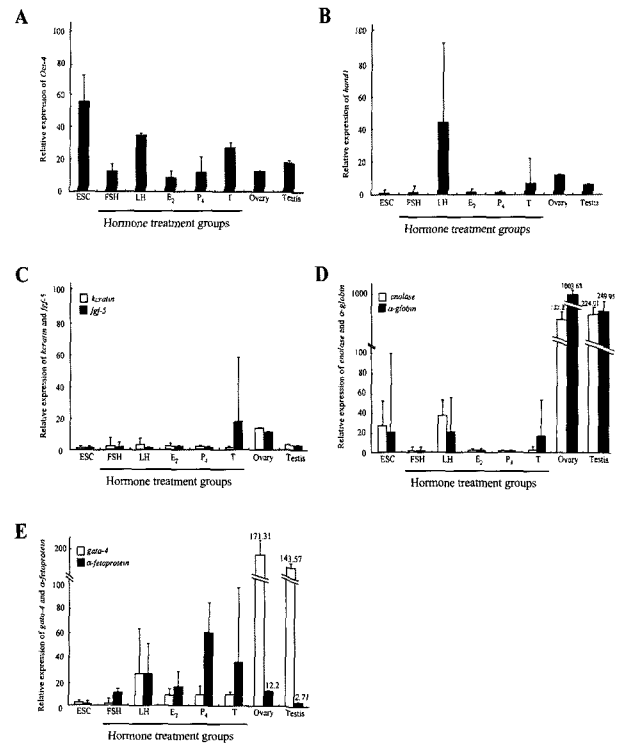 A
Relative expression of Oct-4
100
80
60
40
20
0
ESC FSH LH E2 P4 T Ovary Testis
Hormone treatment groups
B
Relative expression of hand1
100
80
60
40
20
0
ESC FSH LH E2 P4 T Ovary Testis
Hormone treatment groups
C
Relative expression of keratin and fgf-5
keratin
fgf-5
100
80
60
40
20
0
ESC FSH LH E2 P4 T Ovary Testis
Hormone treatment groups
D
Relative expression of enolase and α-globin
enolase
α-globin
1003.68
249.95
1000
100
80
60
40
20
0
ESC FSH LH E2 P4 T Ovary Testis
Hormone treatment groups
E
Relative expression of gata-4 and α-fetoprotein
gata-4
α-fetoprotein
171.31
143.57
200
100
80
60
40
20
0
12.2
2.71
ESC FSH LH E2 P4 T Ovary Testis
Hormone treatment groups